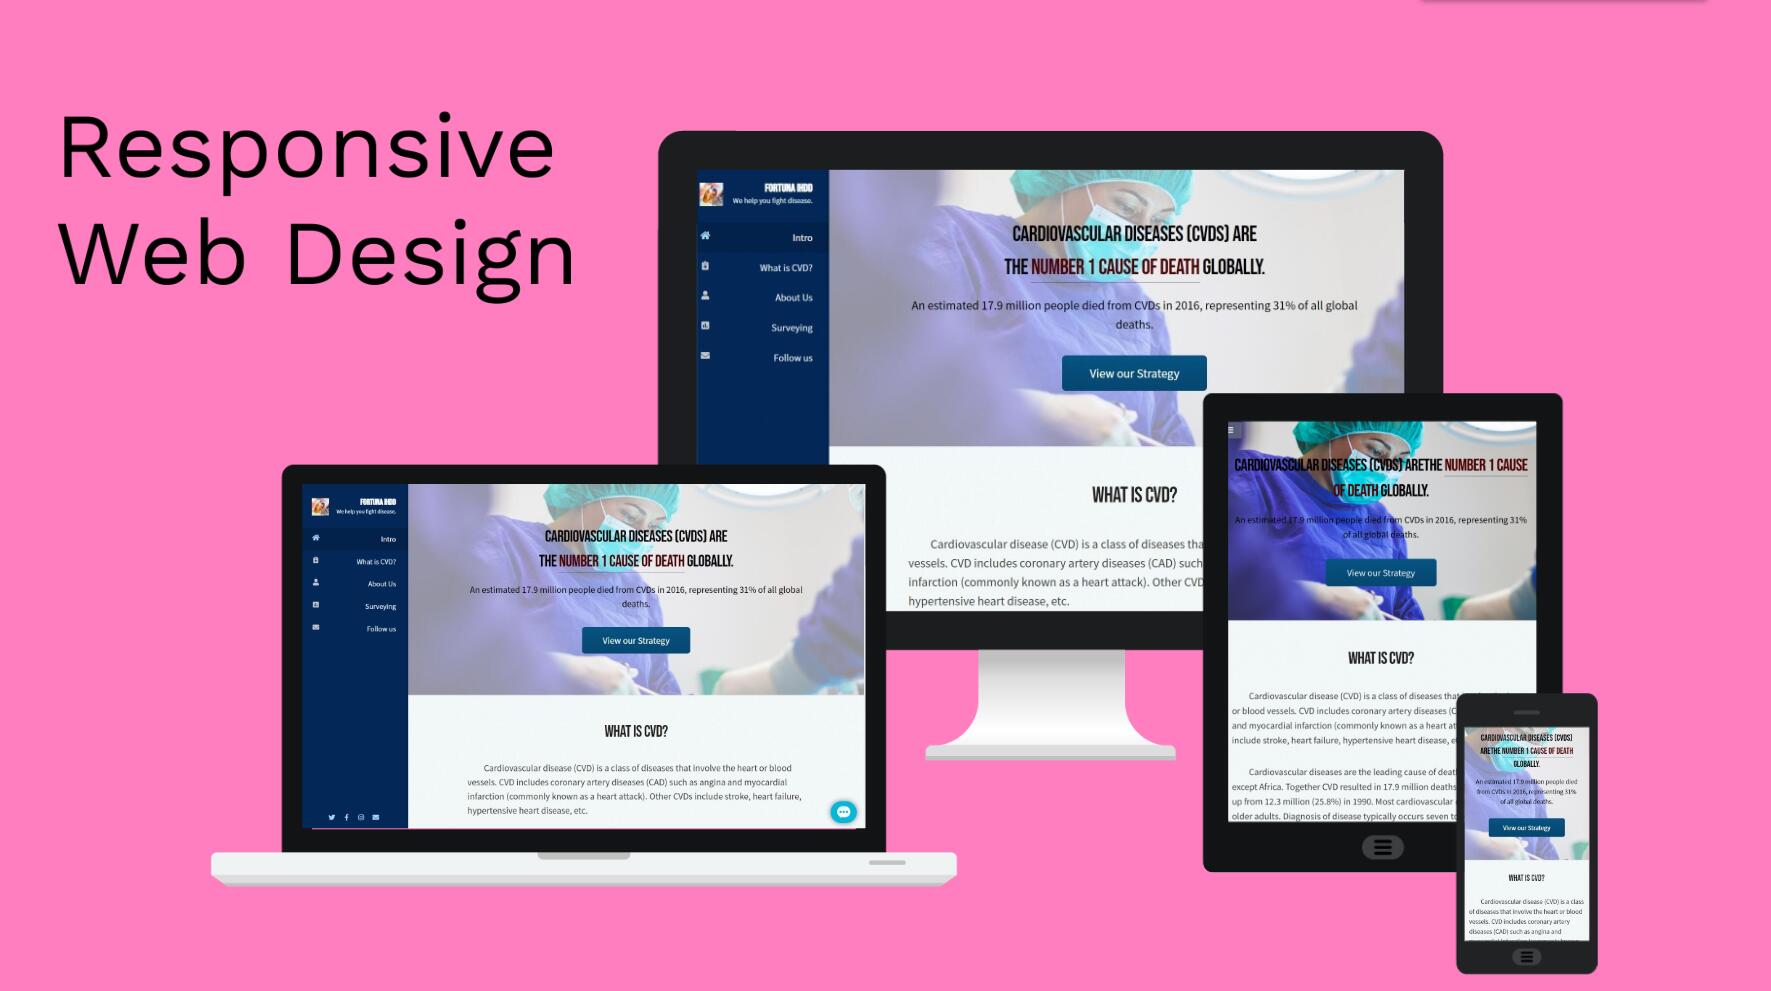 Responsive
Web Design
FORTUNA IHDD
We help you fight disease.
Intro
What is CVD?
About Us
Surveying
Follow us
CARDIOVASCULAR DISEASES (CVDS) ARE
THE NUMBER 1 CAUSE OF DEATH GLOBALLY.
An estimated 17.9 million people died from CVDs in 2016, representing 31% of all global
deaths.
View our Strategy
WHAT IS CVD?
Cardiovascular disease (CVD) is a class of diseases tha
vessels. CVD includes coronary artery diseases (CAD) such
infarction (commonly known as a heart attack). Other CVD
hypertensive heart disease, etc.
FORTUNA IHDD
We help you fight disease.
Intro
What is CVD?
About Us
Surveying
Follow us
CARDIOVASCULAR DISEASES (CVDS) ARE
THE NUMBER 1 CAUSE OF DEATH GLOBALLY.
An estimated 17.9 million people died from CVDs in 2016, representing 31% of all global
deaths.
View our Strategy
WHAT IS CVD?
Cardiovascular disease (CVD) is a class of diseases that involve the heart or blood
vessels. CVD includes coronary artery diseases (CAD) such as angina and myocardial
infarction (commonly known as a heart attack). Other CVDs include stroke, heart failure,
hypertensive heart disease, etc.
CARDIOVASCULAR DISEASES (CVDS) ARETHE NUMBER 1 CAUSE
OF DEATH GLOBALLY.
An estimated 17.9 million people died from CVDs in 2016, representing 31%
of all global deaths.
View our Strategy
WHAT IS CVD?
Cardiovascular disease (CVD) is a class of diseases that
or blood vessels. CVD includes coronary artery diseases (C
and myocardial infarction (commonly known as a heart at
include stroke, heart failure, hypertensive heart disease, e
Cardiovascular diseases are the leading cause of deat
except Africa. Together CVD resulted in 17.9 million deaths
up from 12.3 million (25.8%) in 1990. Most cardiovascular
older adults. Diagnosis of disease typically occurs seven t
CARDIOVASCULAR DISEASES (CVDS)
ARETHE NUMBER 1 CAUSE OF DEATH
GLOBALLY.
An estimated 17.9 million people died
from CVDs in 2016, representing 31%
of all global deaths.
View our Strategy
WHAT IS CVD?
Cardiovascular disease (CVD) is a class
of diseases that involve the heart or blood
vessels. CVD includes coronary artery
diseases (CAD) such as angina and